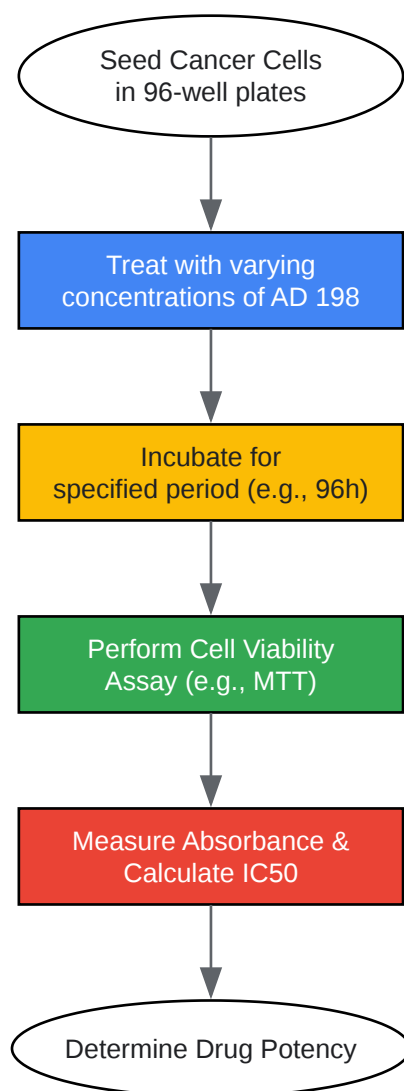 Seed Cancer Cells
in 96-well plates
Treat with varying
concentrations of AD 198
Incubate for
specified period (e.g., 96h)
Perform Cell Viability
Assay (e.g., MTT)
Measure Absorbance &
Calculate IC50
Determine Drug Potency